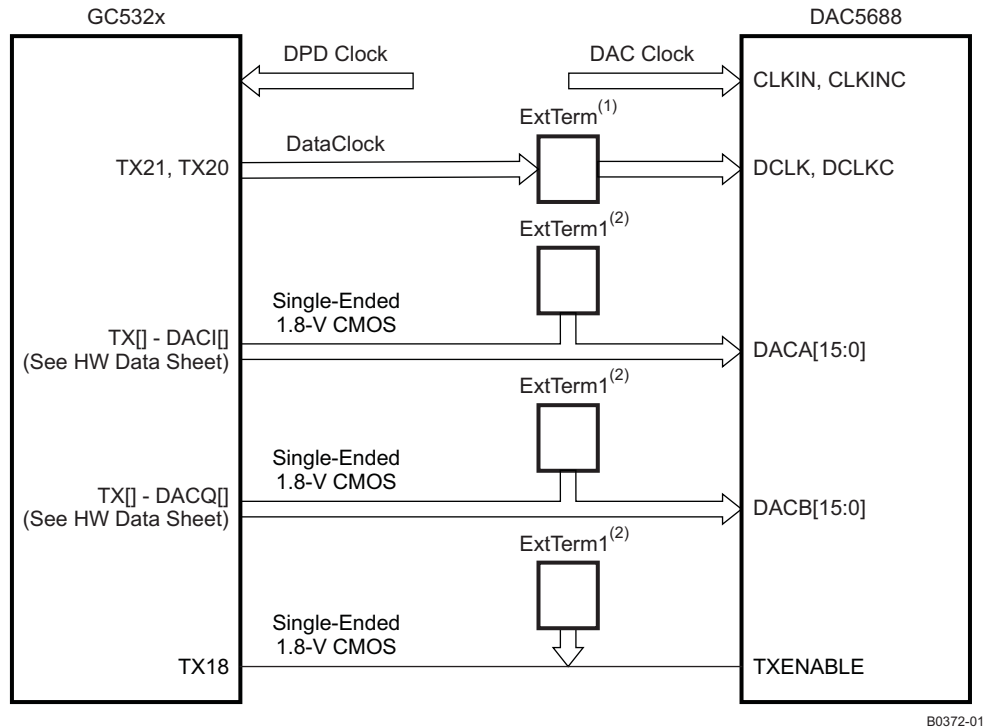 GC532x
DAC5688
DPD Clock
DAC Clock
CLKIN, CLKINC
ExtTerm(1)
DataClock
TX21, TX20
DCLK, DCLKC
ExtTerm1(2)
Single-Ended
1.8-V CMOS
TX[] - DACI[]
(See HW Data Sheet)
DACA[15:0]
ExtTerm1(2)
Single-Ended
1.8-V CMOS
TX[] - DACQ[]
(See HW Data Sheet)
DACB[15:0]
ExtTerm1(2)
Single-Ended
1.8-V CMOS
TX18
TXENABLE
B0372-01